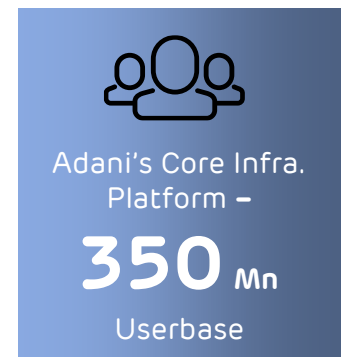 Adani's Core Infra.
Platform –
350 Mn
Userbase